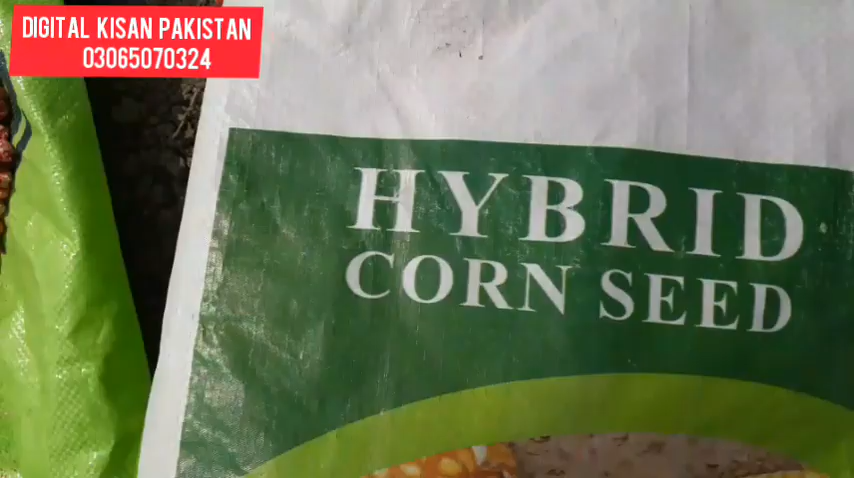 DIGITAL KISAN PAKISTAN
03065070324
HYBRID
CORN SEED